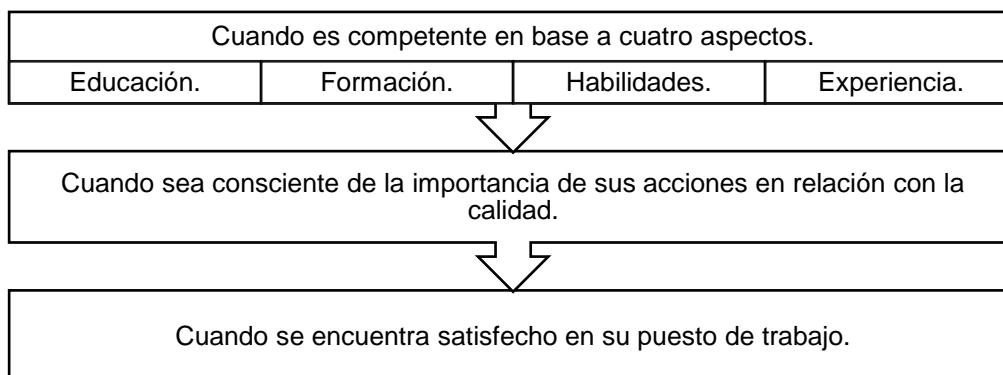 Cuando es competente en base a cuatro aspectos.
Educación. Formación. Habilidades. Experiencia.
Cuando sea consciente de la importancia de sus acciones en relación con la
calidad.
Cuando se encuentra satisfecho en su puesto de trabajo.